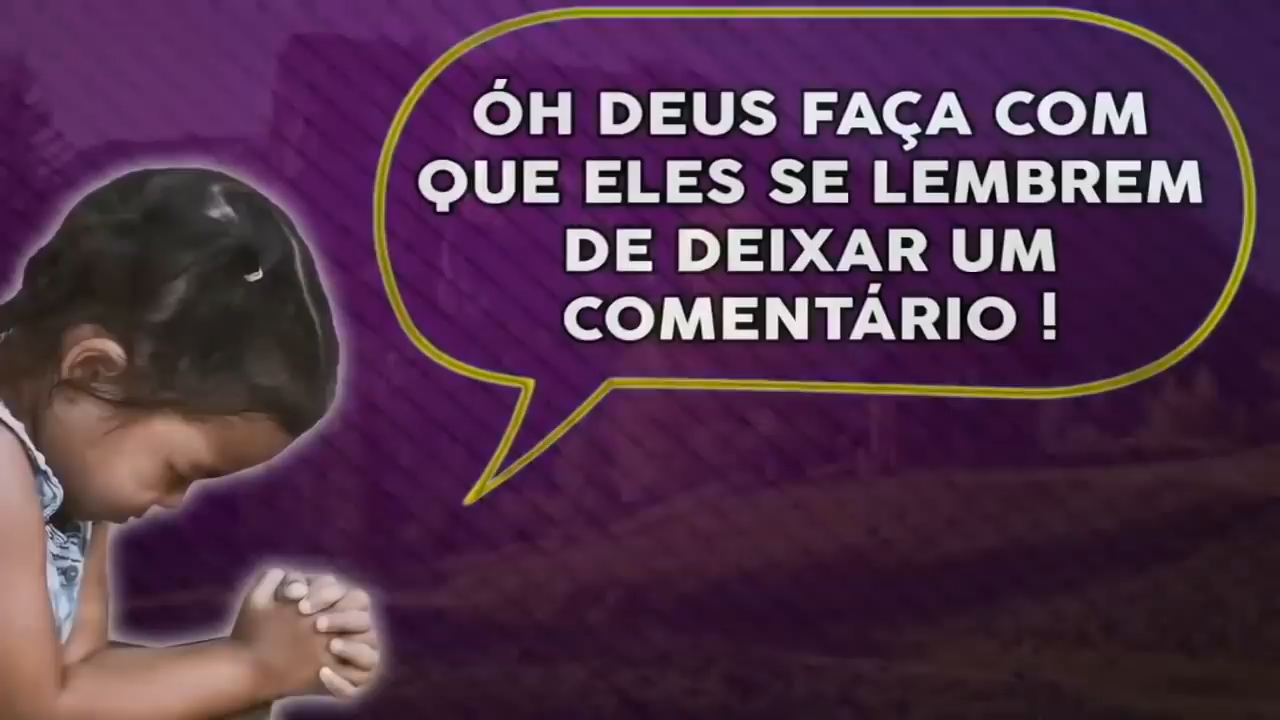 ÓH DEUS FAÇA COM
QUE ELES SE LEMBREM
DE DEIXAR UM
COMENTÁRIO !